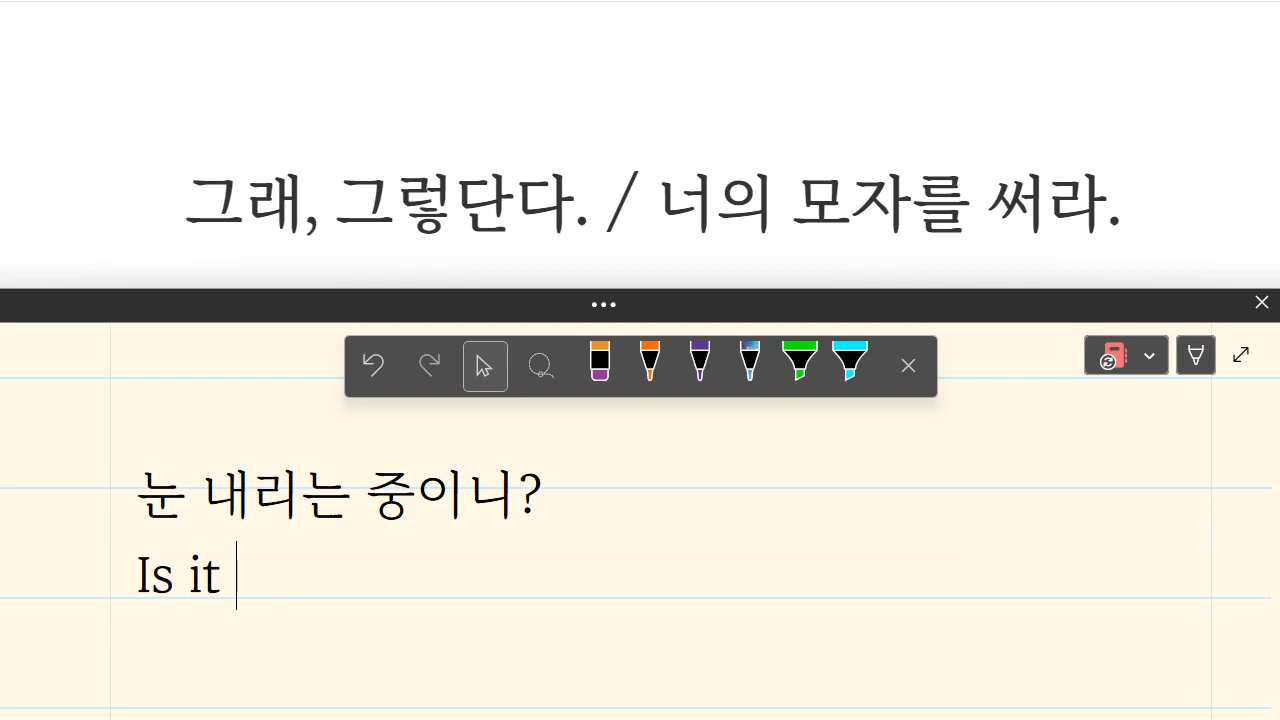 그래, 그렇단다. / 너의 모자를 써라.
눈 내리는 중이니?
Is it